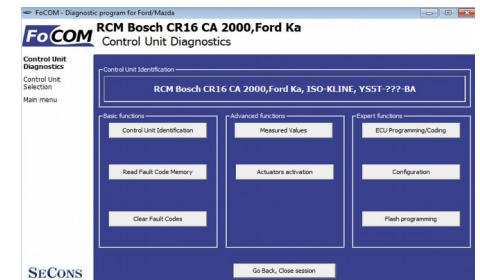 FoCOM - Diagnostic program for Ford/Mazda
FoCOM
RCM Bosch CR16 CA 2000,Ford Ka
Control Unit Diagnostics
Control Unit
Diagnostics
Control Unit
Selection
Main menu
Control Unit Identification
RCM Bosch CR16 CA 2000,Ford Ka, ISO-KLINE, YS5T-???-BA
Basic functions
Advanced functions
Expert functions
Control Unit Identification
Measured Values
ECU Programming/Coding
Read Fault Code Memory
Actuators activation
Configuration
Clear Fault Codes
Flash programming
Go Back, Close session
SECONS